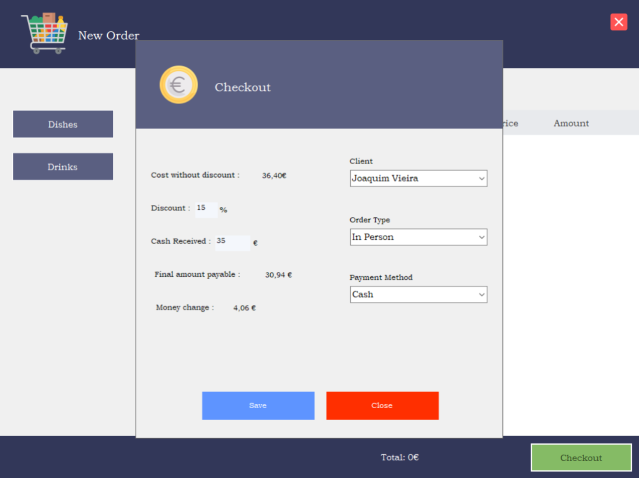 New Order
Checkout
Dishes
Drinks
rice Amount
Cost without discount : 36,40€
Discount : 15 %
Cash Received : 35 €
Final amount payable : 30,94 €
Money change : 4,06 €
Client
Joaquim Vieira
Order Type
In Person
Payment Method
Cash
Save Close
Total: 0€
Checkout